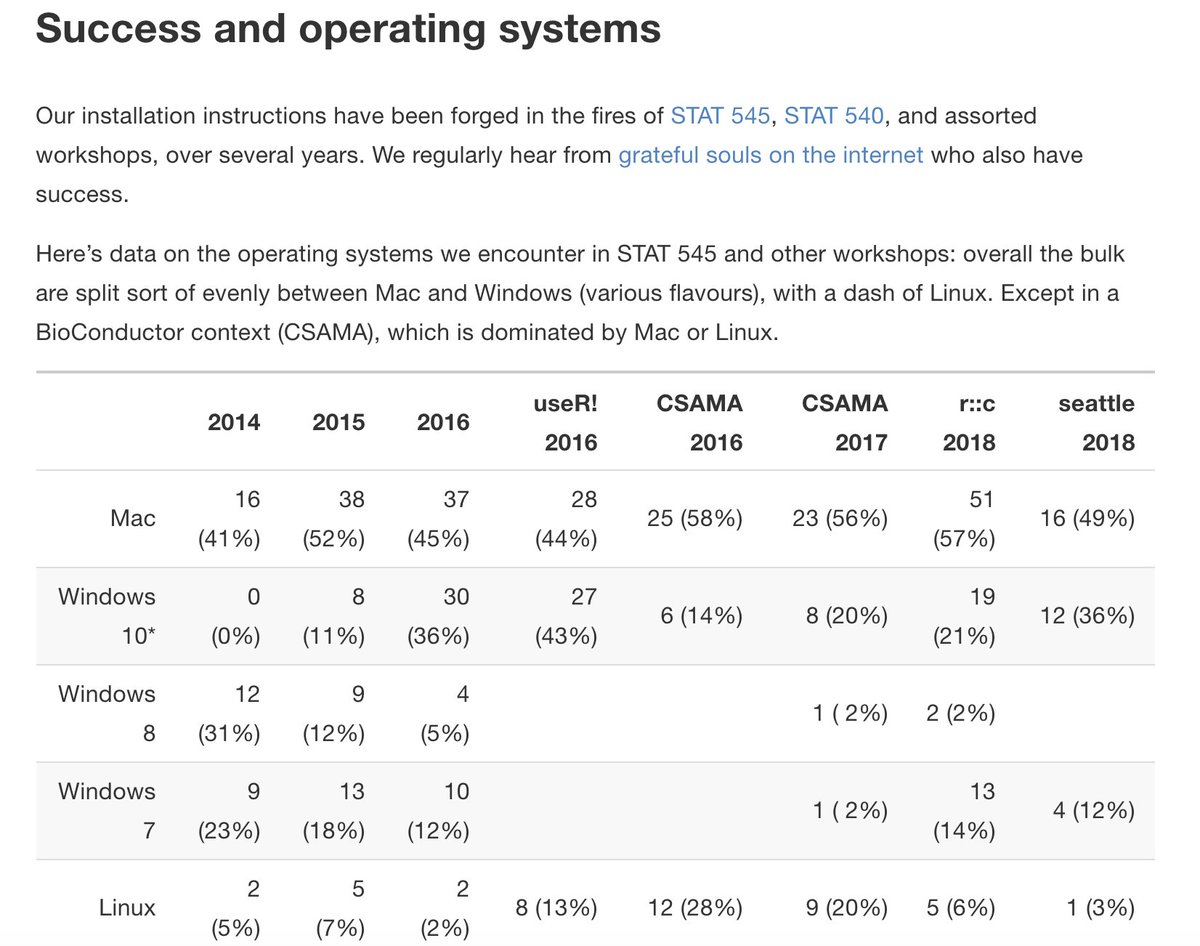 Success and operating systems
Our installation instructions have been forged in the fires of STAT 545, STAT 540, and assorted
workshops, over several years. We regularly hear from grateful souls on the internet who also have
success.
Here’s data on the operating systems we encounter in STAT 545 and other workshops: overall the bulk
are split sort of evenly between Mac and Windows (various flavours), with a dash of Linux. Except in a
BioConductor context (CSAMA), which is dominated by Mac or Linux.
2014 2015 2016 useR! 2016 CSAMA 2016 CSAMA 2017 r::c 2018 seattle 2018
Mac 16 (41%) 38 (52%) 37 (45%) 28 (44%) 25 (58%) 23 (56%) 51 (57%) 16 (49%)
Windows 10* 0 (0%) 8 (11%) 30 (36%) 27 (43%) 6 (14%) 8 (20%) 19 (21%) 12 (36%)
Windows 8 12 (31%) 9 (12%) 4 (5%) 1 ( 2%) 2 (2%)
Windows 7 9 (23%) 13 (18%) 10 (12%) 1 ( 2%) 13 (14%) 4 (12%)
Linux 2 (5%) 5 (7%) 2 (2%) 8 (13%) 12 (28%) 9 (20%) 5 (6%) 1 (3%)